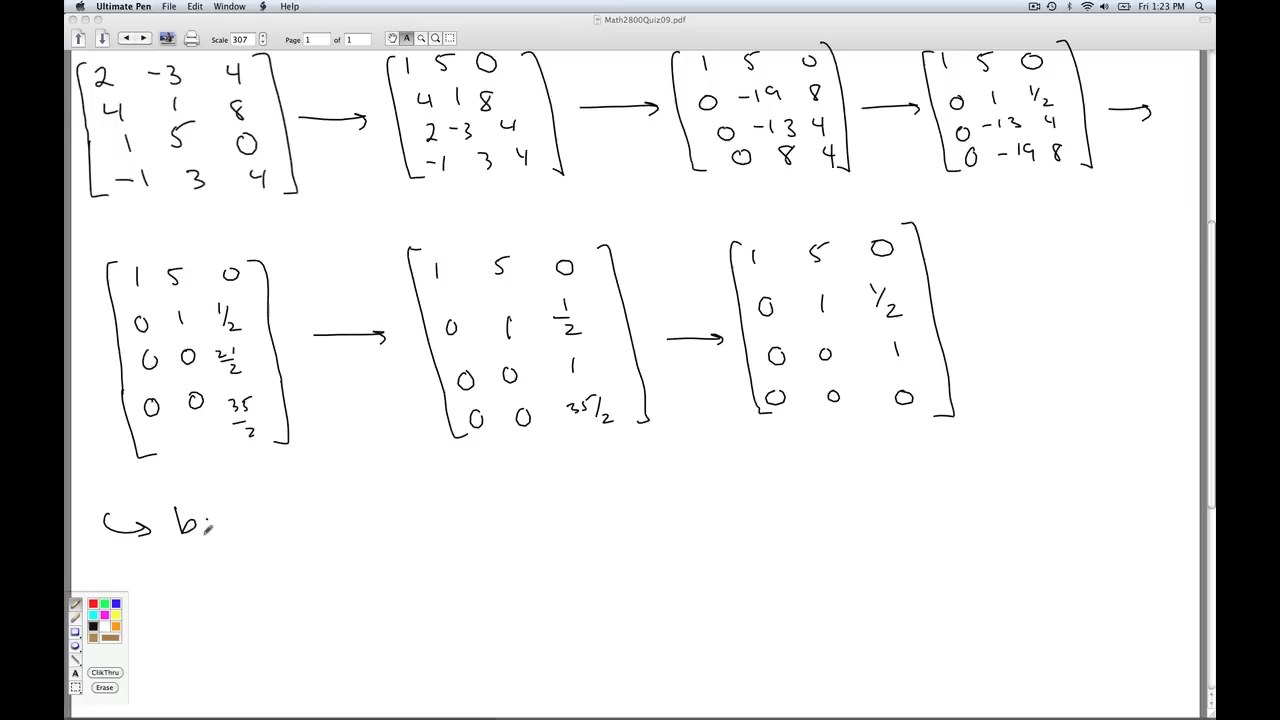 Ultimate Pen File Edit Window Help Fri 1:23 PM
Math2800Quiz09.pdf
Scale 307 Page 1 of 1
2 -3 4
4 1 8
1 5 0
-1 3 4
1 5 0
4 1 8
2 -3 4
-1 3 4
1 5 0
0 -19 8
0 -13 4
0 8 4
1 5 0
0 1 1/2
0 -13 4
0 -19 8
1 5 0
0 1 1/2
0 0 21/2
0 0 35/2
1 5 0
0 1 1/2
0 0 1
0 0 35/2
1 5 0
0 1 1/2
0 0 1
0 0 0
b:
A
ClikThru
Erase